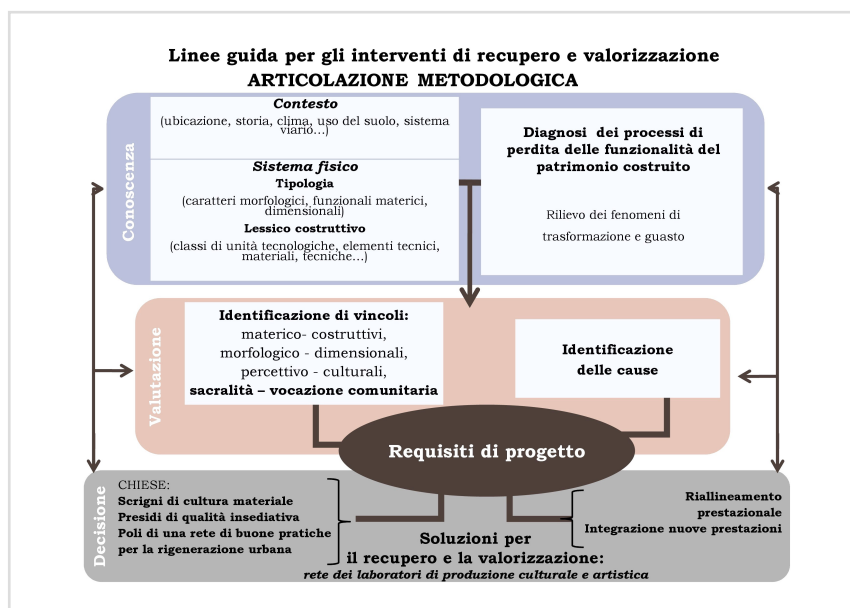 Linee guida per gli interventi di recupero e valorizzazione
ARTICOLAZIONE METODOLOGICA
Conoscenza
Contesto
(ubicazione, storia, clima, uso del suolo, sistema
viario...)
Sistema fisico
Tipologia
(caratteri morfologici, funzionali materici,
dimensionali)
Lessico costruttivo
(classi di unità tecnologiche, elementi tecnici,
materiali, tecniche...)
Diagnosi dei processi di
perdita delle funzionalità del
patrimonio costruito
Rilievo dei fenomeni di
trasformazione e guasto
Valutazione
Identificazione di vincoli:
materico- costruttivi,
morfologico - dimensionali,
percettivo - culturali,
sacralità – vocazione comunitaria
Identificazione
delle cause
Requisiti di progetto
Decisione
CHIESE:
Scrigni di cultura materiale
Presidi di qualità insediativa
Poli di una rete di buone pratiche
per la rigenerazione urbana
Riallineamento
prestazionale
Integrazione nuove prestazioni
Soluzioni per
il recupero e la valorizzazione:
rete dei laboratori di produzione culturale e artistica